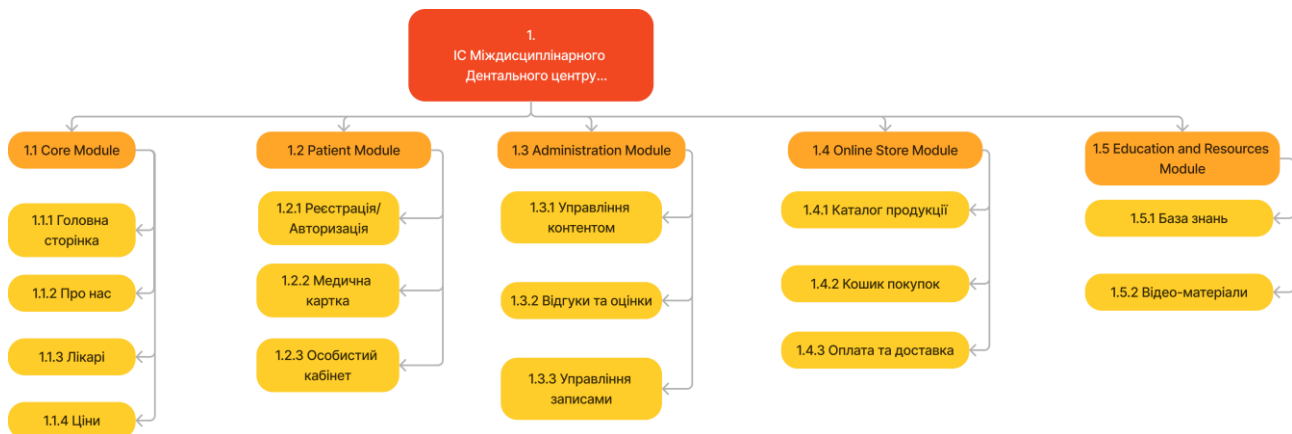 1.
ІС Міждисциплінарного
Дентального центру...
1.1 Core Module
1.2 Patient Module
1.3 Administration Module
1.4 Online Store Module
1.5 Education and Resources
Module
1.1.1 Головна
сторінка
1.1.2 Про нас
1.1.3 Лікарі
1.1.4 Ціни
1.2.1 Реєстрація/
Авторизація
1.2.2 Медична
картка
1.2.3 Особистий
кабінет
1.3.1 Управління
контентом
1.3.2 Відгуки та оцінки
1.3.3 Управління
записами
1.4.1 Каталог продукції
1.4.2 Кошик покупок
1.4.3 Оплата та доставка
1.5.1 База знань
1.5.2 Відео-матеріали